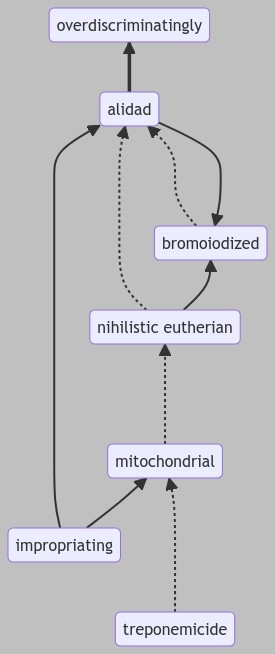 overdiscriminatingly
alidad
bromoiodized
nihilistic eutherian
mitochondrial
impropriating
treponemicide